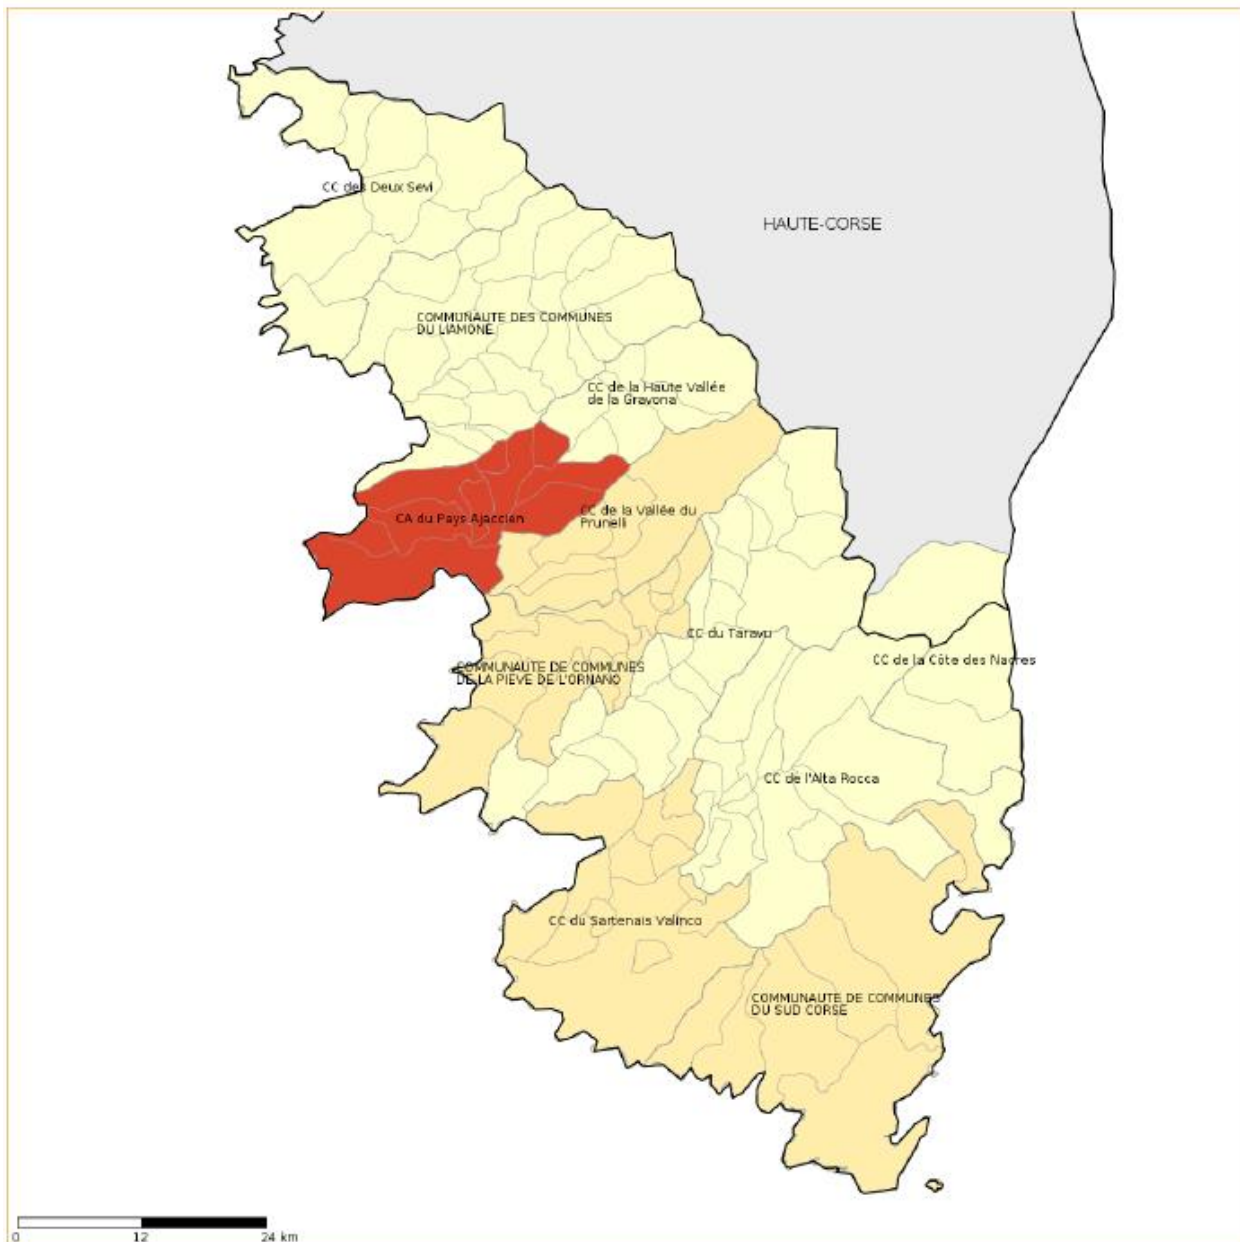 CC des Deux Sevi
HAUTE-CORSE
COMMUNAUTE DES COMMUNES
DU LIAMONE
CC de la Haute Vallée
de la Gravona
CA du Pays Ajaccien
CC de la Vallée du
Prunelli
CC du Taravo
CC de la Côte des Nacres
COMMUNAUTE DE COMMUNES
DE LA PIEVE DE L'ORNANO
CC de l'Alta Rocca
CC du Sartenais Valinco
COMMUNAUTE DE COMMUNES
DU SUD CORSE
0 12 24 km